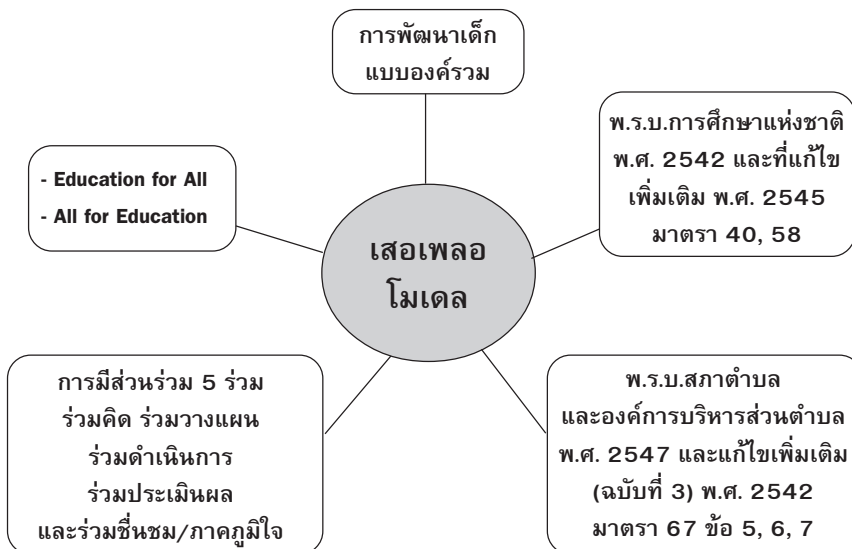 การพัฒนาเด็ก
แบบองค์รวม
พ.ร.บ.การศึกษาแห่งชาติ
พ.ศ. 2542 และที่แก้ไข
เพิ่มเติม พ.ศ. 2545
มาตรา 40, 58
- Education for All
- All for Education
เสอเพลอ
โมเดล
การมีส่วนร่วม 5 ร่วม
ร่วมคิด ร่วมวางแผน
ร่วมดำเนินการ
ร่วมประเมินผล
และร่วมชื่นชม/ภาคภูมิใจ
พ.ร.บ.สภาตำบล
และองค์การบริหารส่วนตำบล
พ.ศ. 2547 และแก้ไขเพิ่มเติม
(ฉบับที่ 3) พ.ศ. 2542
มาตรา 67 ข้อ 5, 6, 7